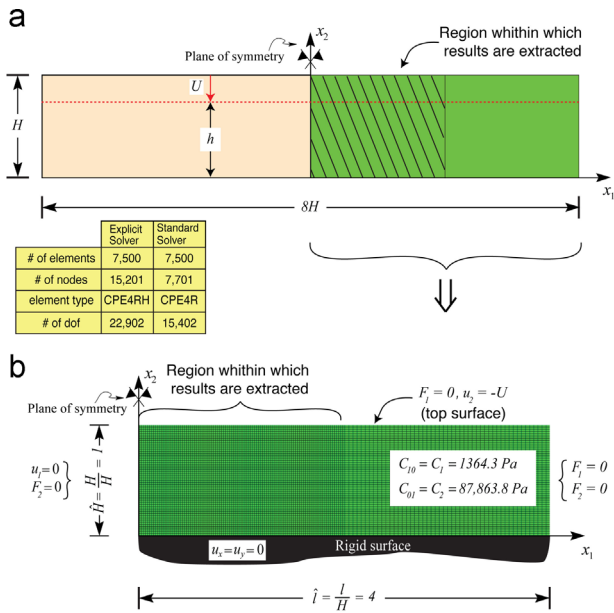 a
x2
Plane of symmetry
Region whithin which
results are extracted
U
H
h
x1
8H
Explicit Solver Standard Solver
# of elements 7,500 7,500
# of nodes 15,201 7,701
element type CPE4RH CPE4R
# of dof 22,902 15,402
b
x2
Region whithin which
results are extracted
Plane of symmetry
F1 = 0 , u2 = -U
(top surface)
u1=0
F2=0
Ĥ = H/H = 1
C10 = C1 = 1364.3 Pa
C01 = C2 = 87,863.8 Pa
F1 = 0
F2 = 0
ux=uy=0
Rigid surface
x1
l̂ = l/H = 4